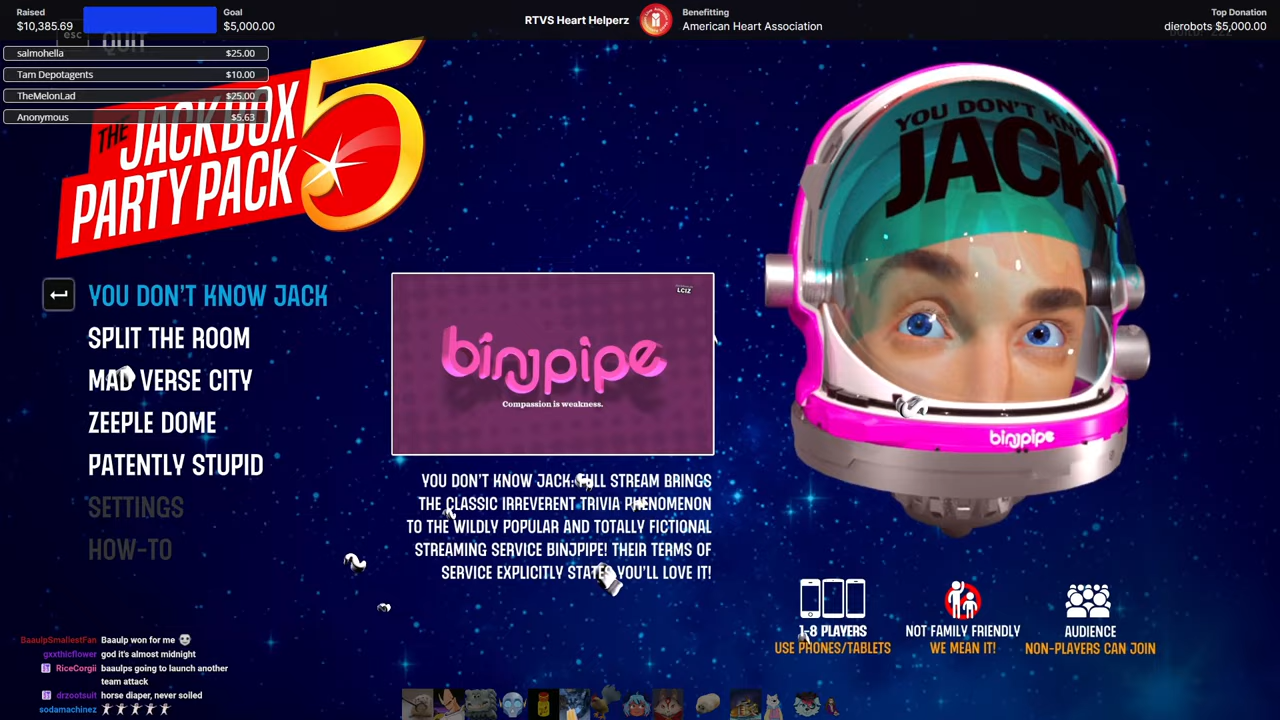 Raised
$10,385.69
Goal
$5,000.00
RTVS Heart Helperz
Benefitting
American Heart Association
Top Donation
dierobots $5,000.00
esc
QUIT
salmohella $25.00
Tam Depotagents $10.00
TheMelonLad $25.00
Anonymous $5.63
THE JACKBOX
PARTY PACK
5
YOU DON'T KNOW JACK
SPLIT THE ROOM
MAD VERSE CITY
ZEEPLE DOME
PATENTLY STUPID
SETTINGS
HOW-TO
LCIZ
binjpipe
Compassion is weakness.
YOU DON'T KNOW JACK: FULL STREAM BRINGS
THE CLASSIC IRREVERENT TRIVIA PHENOMENON
TO THE WILDLY POPULAR AND TOTALLY FICTIONAL
STREAMING SERVICE BINJPIPE! THEIR TERMS OF
SERVICE EXPLICITLY STATES YOU'LL LOVE IT!
YOU DON'T KNOW
JACK
binjpipe
1-8 PLAYERS
USE PHONES/TABLETS
NOT FAMILY FRIENDLY
WE MEAN IT!
AUDIENCE
NON-PLAYERS CAN JOIN
BaaulpSmallestFan Baaulp won for me
gxxthicflower god it's almost midnight
RiceCorgii baaulps going to launch another
team attack
drzootsuit horse diaper, never soiled
sodamachinez